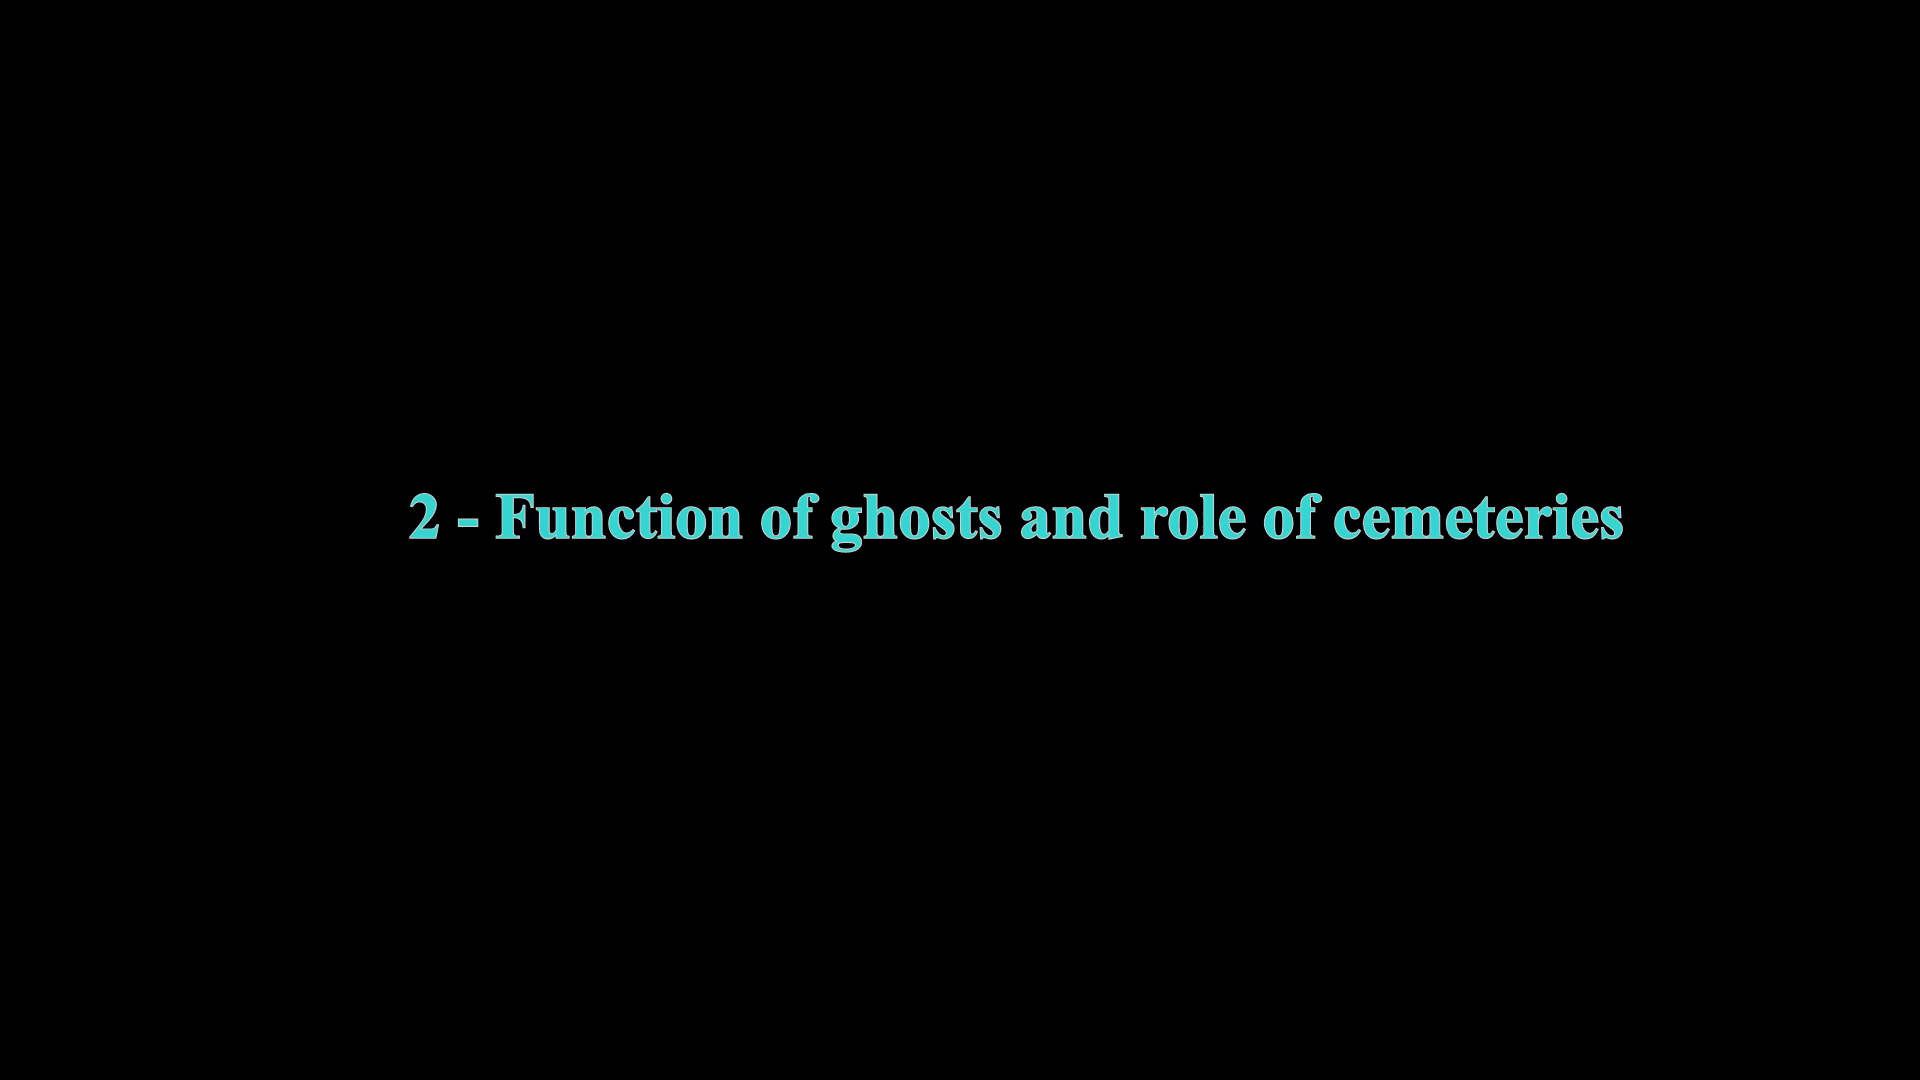 2 - Function of ghosts and role of cemeteries